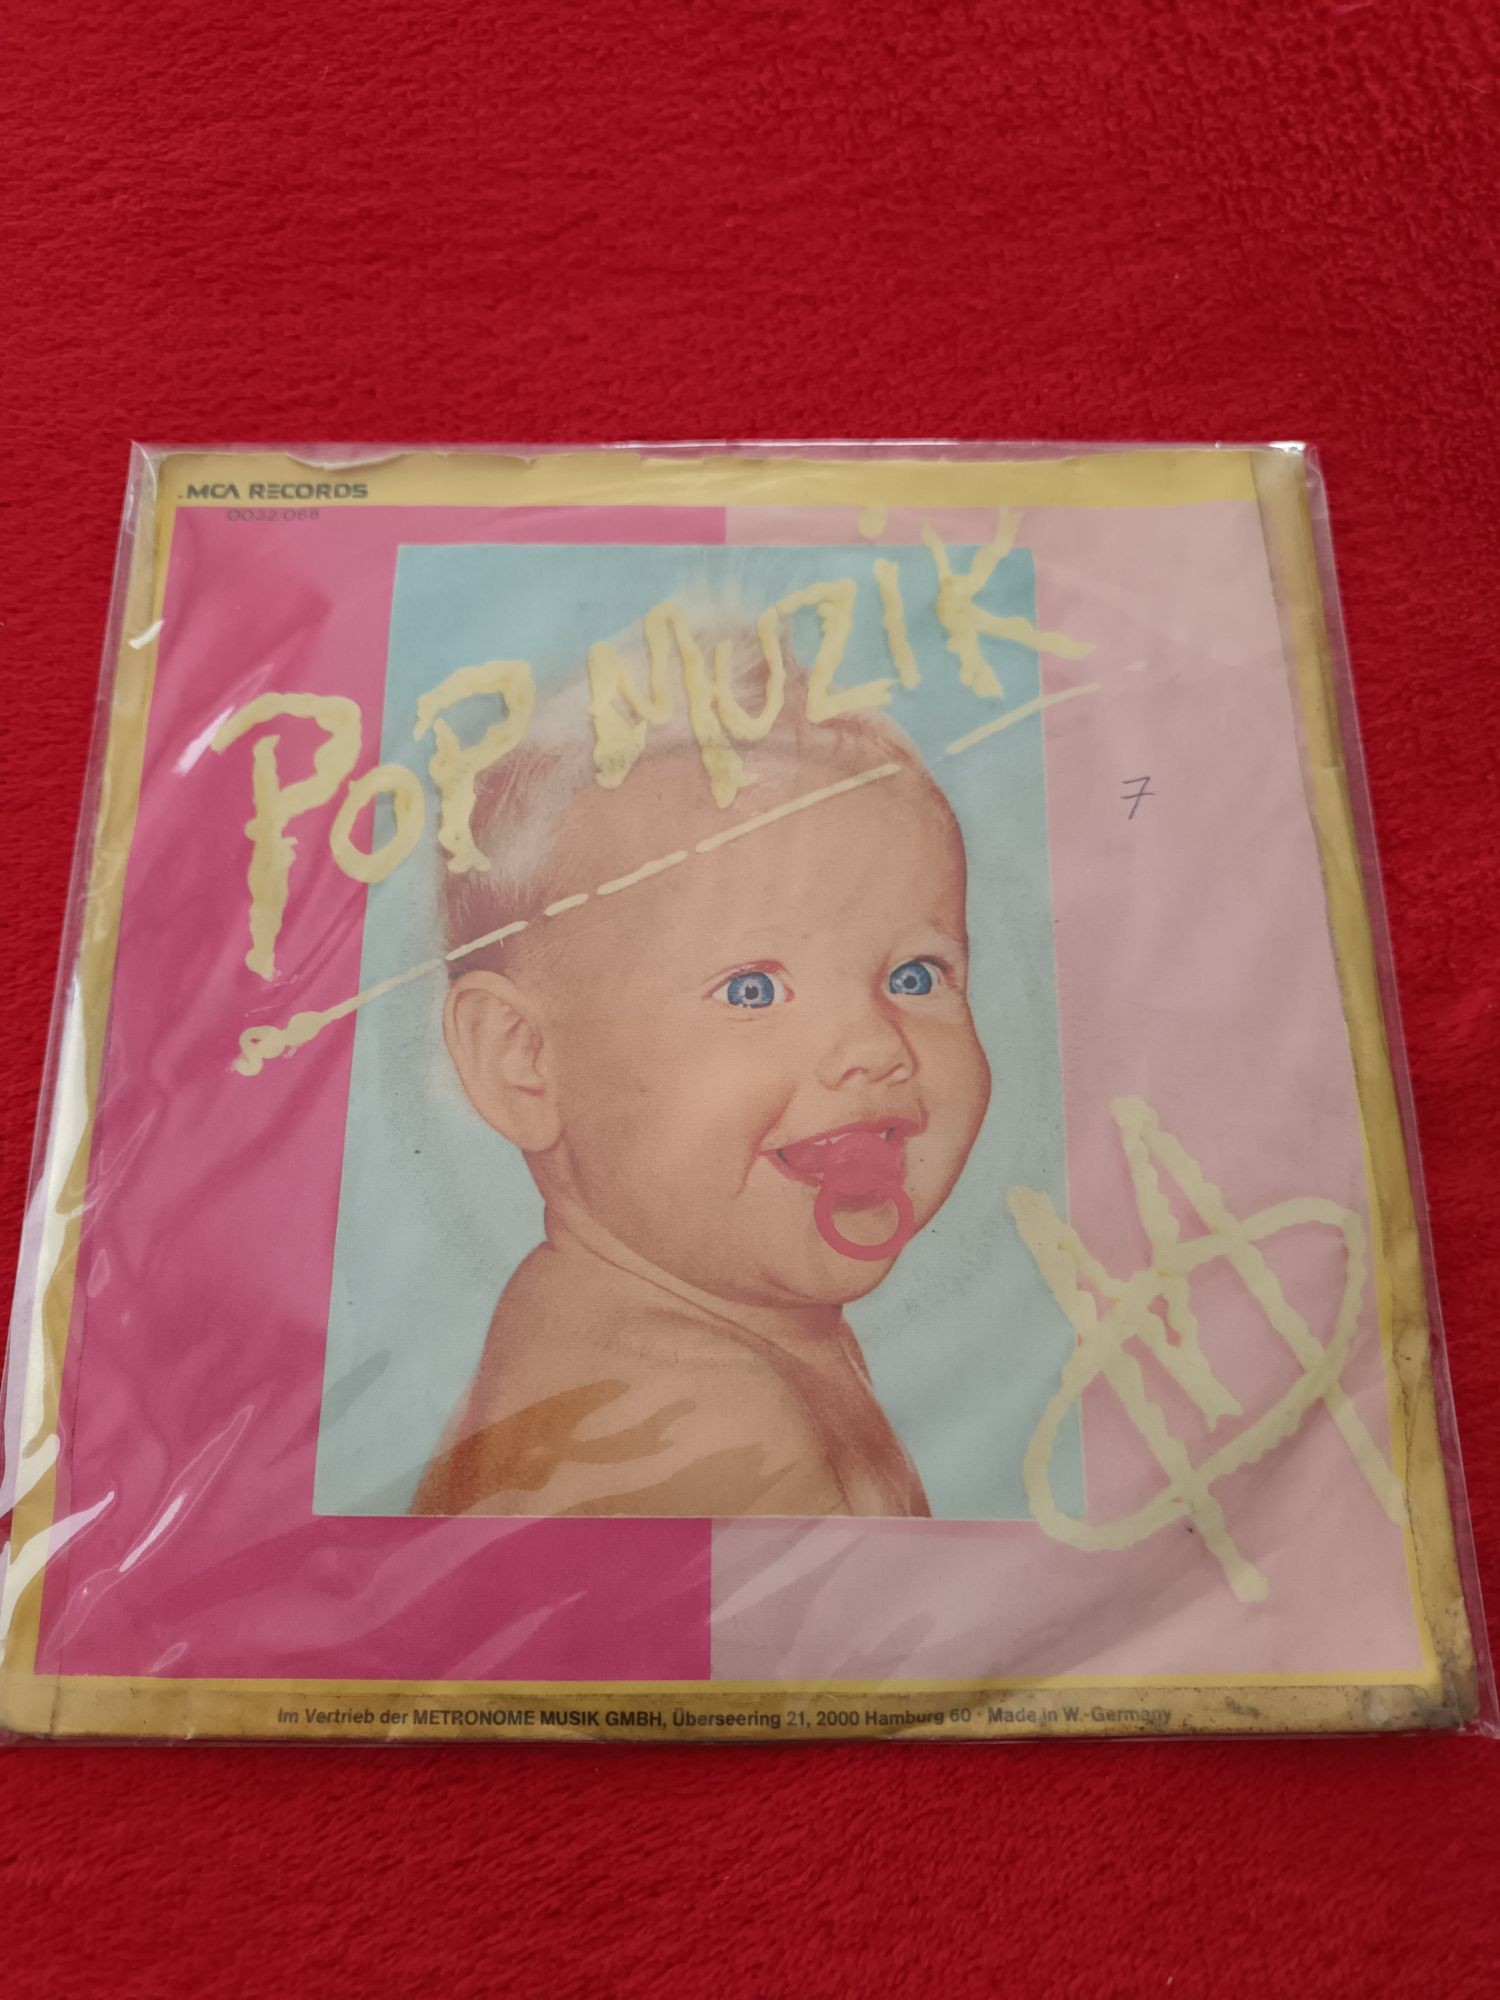 MCA RECORDS
0032.068
POP MUZIK
7
M
Im Vertrieb der METRONOME MUSIK GMBH, Überseering 21, 2000 Hamburg 60 · Made in W.-Germany